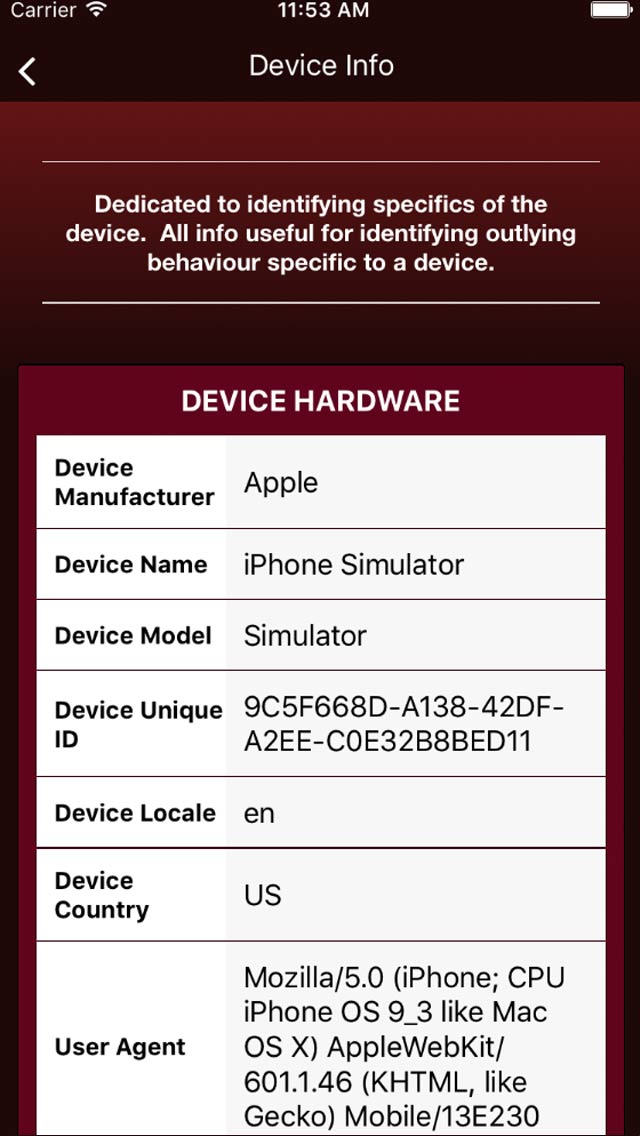 Carrier 11:53 AM
Device Info
Dedicated to identifying specifics of the
device.  All info useful for identifying outlying
behaviour specific to a device.
DEVICE HARDWARE
Device
Manufacturer
Apple
Device Name
iPhone Simulator
Device Model
Simulator
Device Unique
ID
9C5F668D-A138-42DF-
A2EE-C0E32B8BED11
Device Locale
en
Device
Country
US
User Agent
Mozilla/5.0 (iPhone; CPU
iPhone OS 9_3 like Mac
OS X) AppleWebKit/
601.1.46 (KHTML, like
Gecko) Mobile/13E230